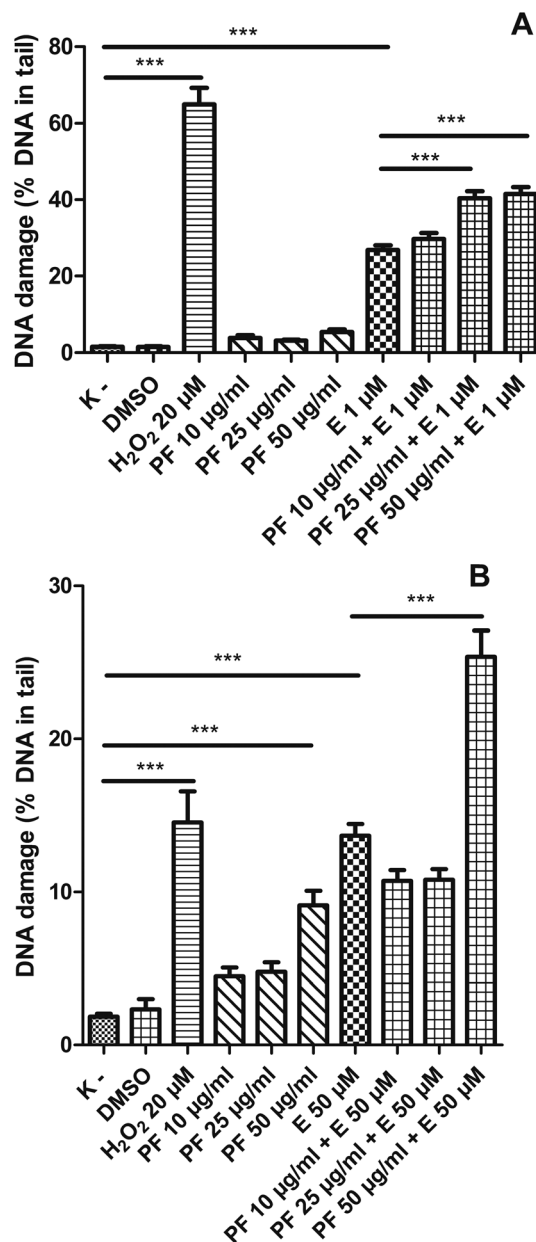 A
DNA damage (% DNA in tail)
80
60
40
20
0
***
***
***
***
K -
DMSO
H₂O₂ 20 µM
PF 10 µg/ml
PF 25 µg/ml
PF 50 µg/ml
E 1 µM
PF 10 µg/ml + E 1 µM
PF 25 µg/ml + E 1 µM
PF 50 µg/ml + E 1 µM
B
DNA damage (% DNA in tail)
30
20
10
0
***
***
***
***
K -
DMSO
H₂O₂ 20 µM
PF 10 µg/ml
PF 25 µg/ml
PF 50 µg/ml
E 50 µM
PF 10 µg/ml + E 50 µM
PF 25 µg/ml + E 50 µM
PF 50 µg/ml + E 50 µM